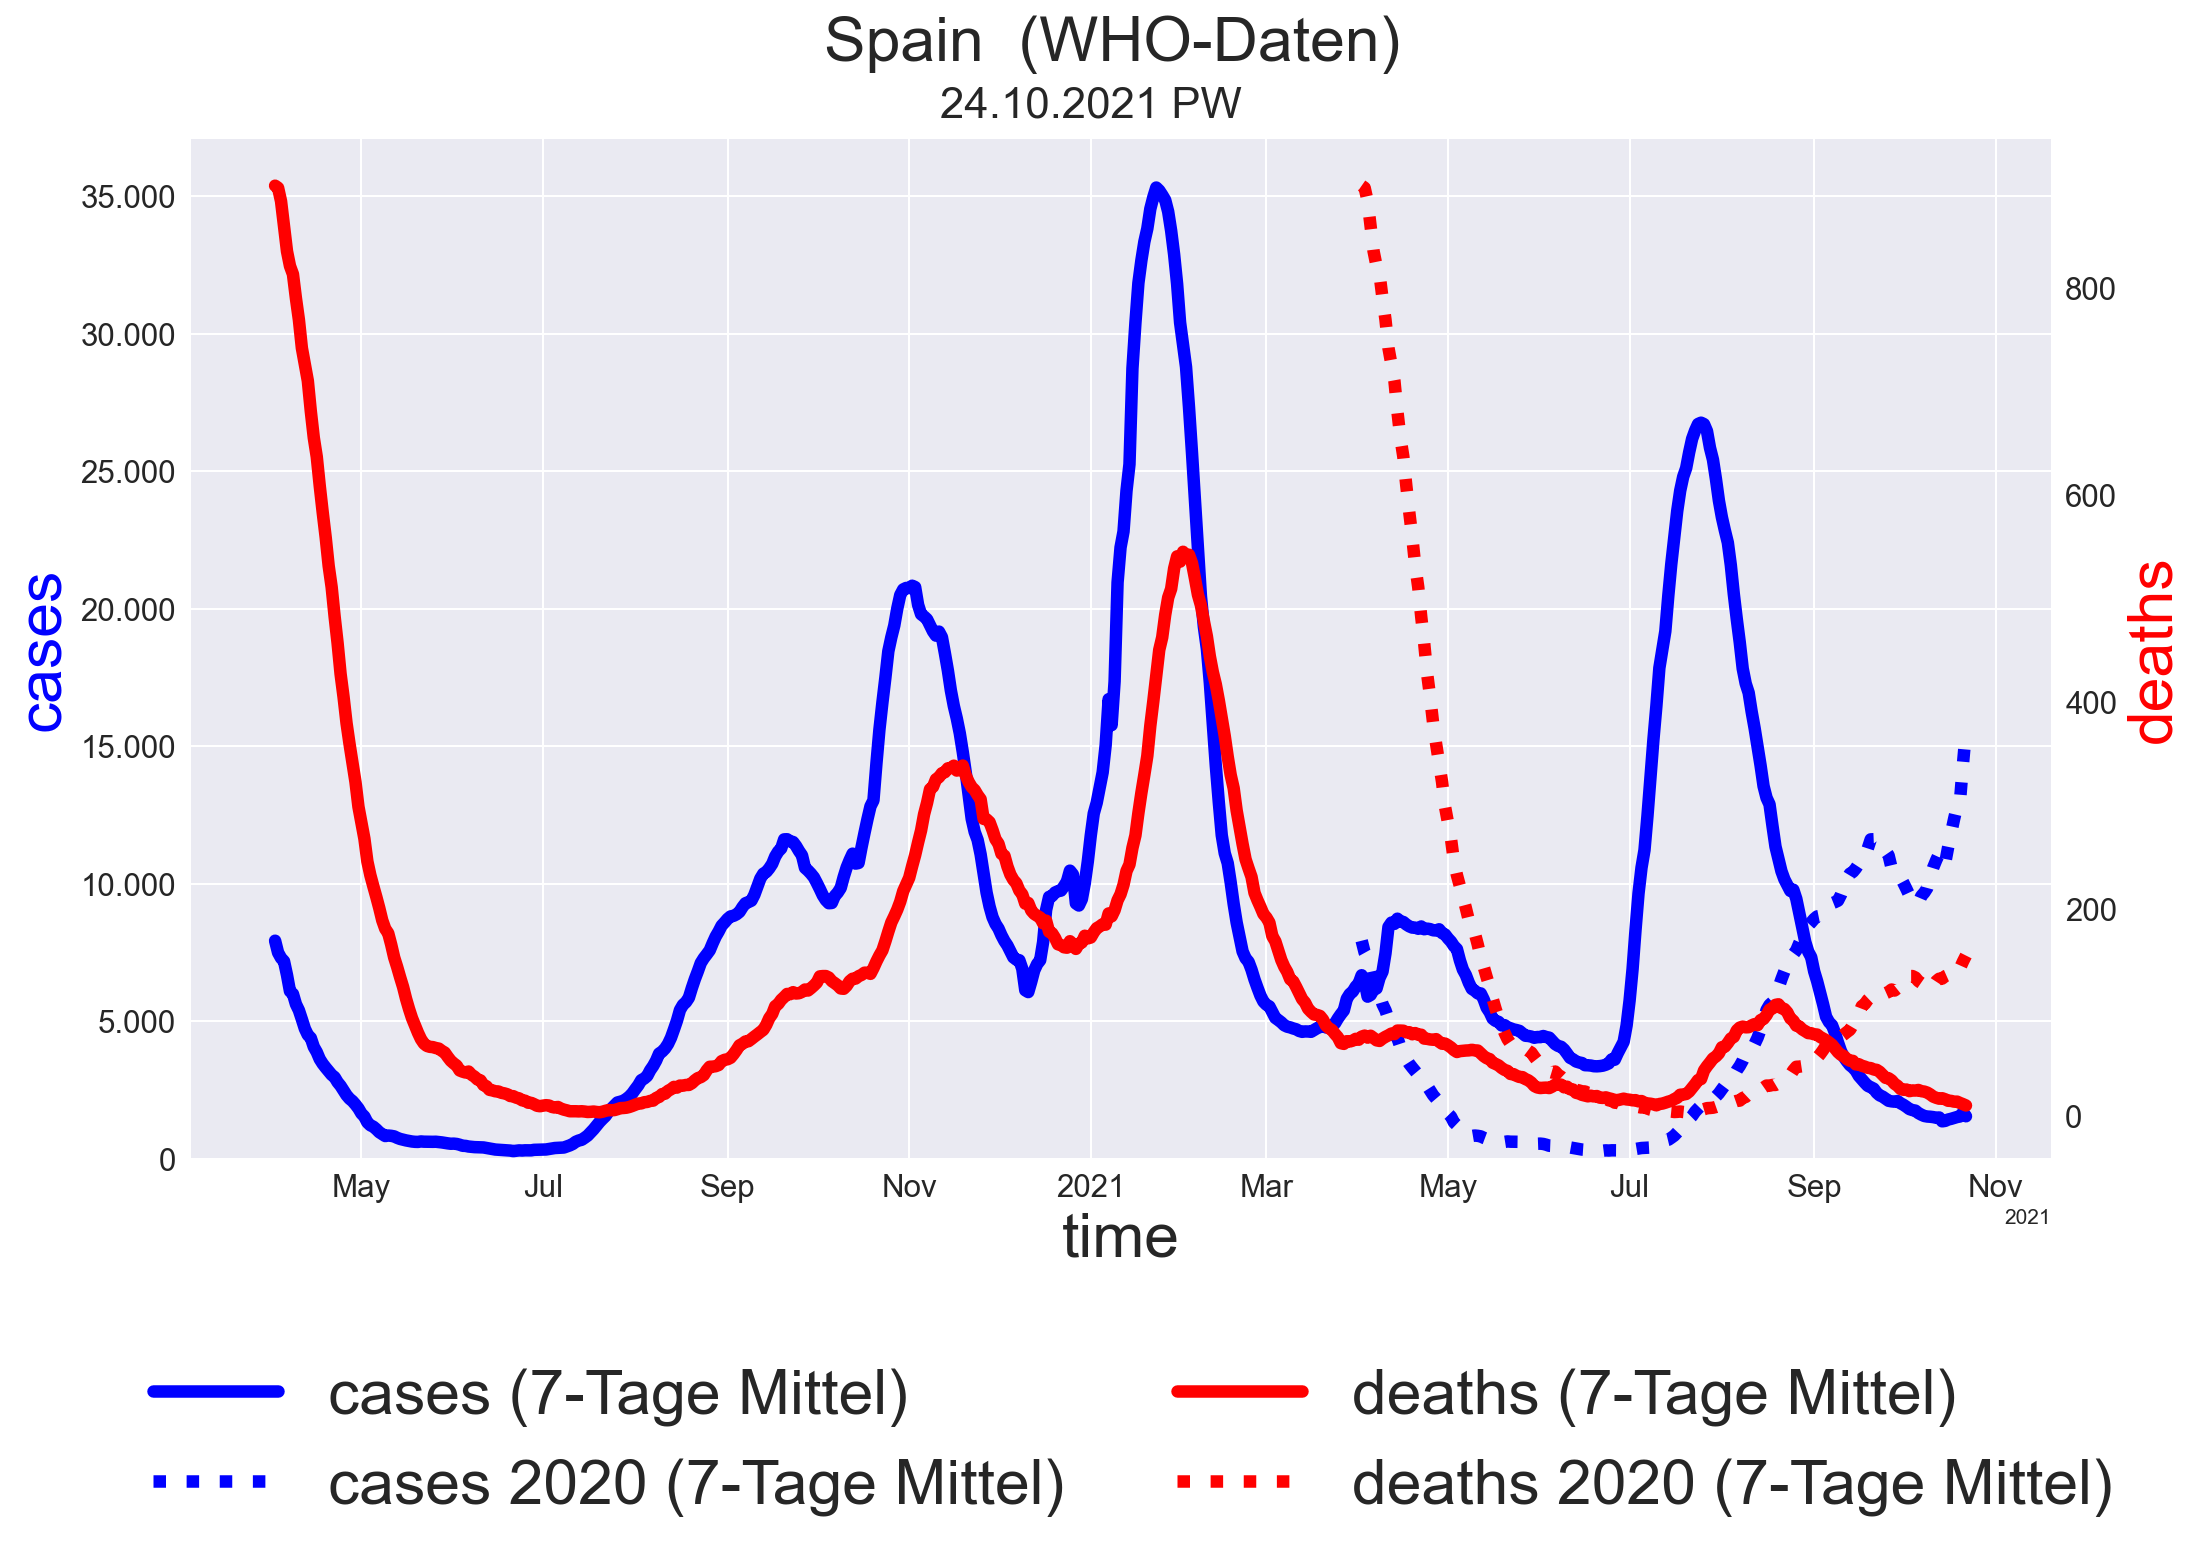 Spain (WHO-Daten)
24.10.2021 PW
cases
35.000
30.000
25.000
20.000
15.000
10.000
5.000
0
800
600
400
200
0
deaths
May Jul Sep Nov 2021 Mar May Jul Sep Nov
2021
time
cases (7-Tage Mittel) deaths (7-Tage Mittel)
cases 2020 (7-Tage Mittel) deaths 2020 (7-Tage Mittel)